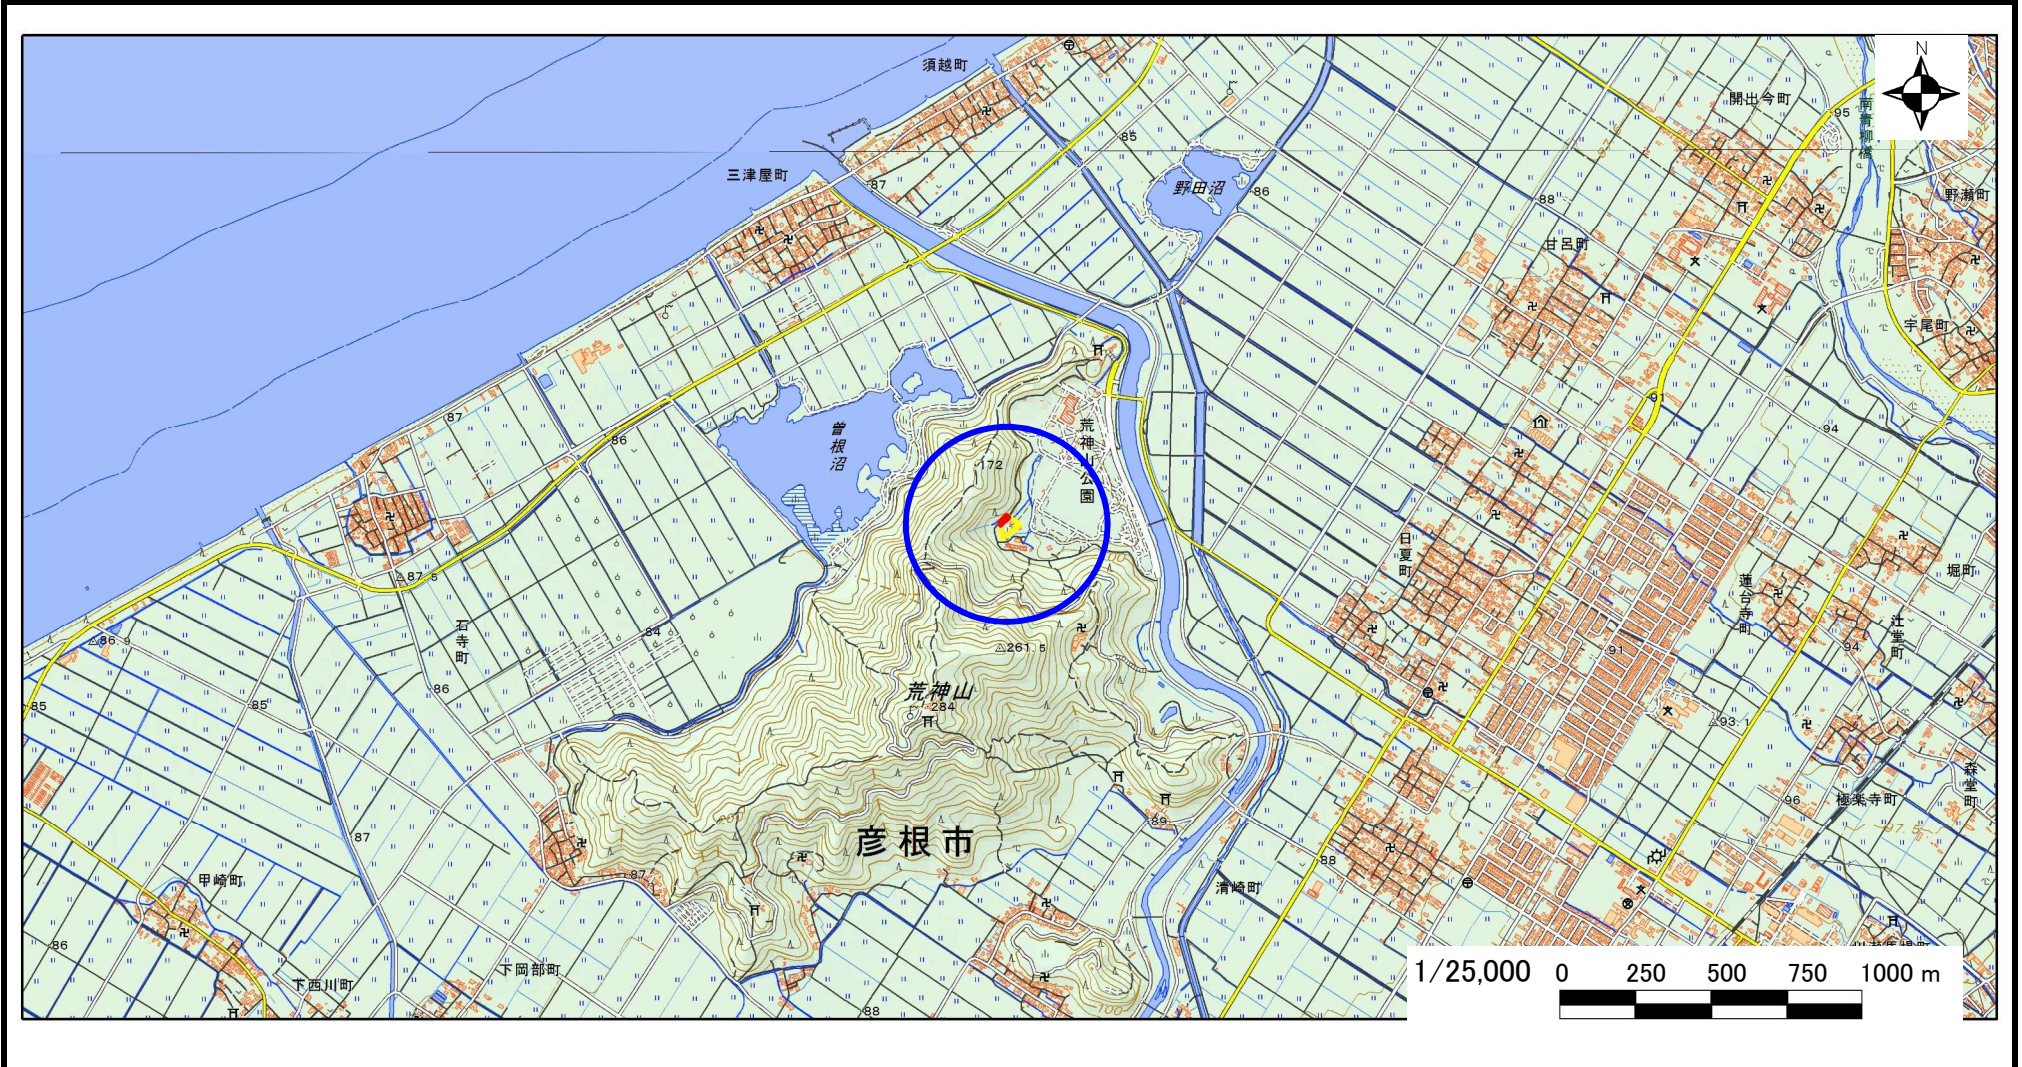 須越町
N
開出今町
95
南青柳橋
85
三津屋町
87
野田沼
86
88
野瀬町
甘呂町
宇尾町
87
86
曽根沼
荒神山公園
172
91
94
日夏町
蓮台寺町
堀町
辻堂町
94
91
87.5
石寺町
84
86.9
86
85
85
261.5
荒神山
284
93.1
森堂町
極楽寺町
96
97.5
87
彦根市
89
88
清崎町
87
甲崎町
86
下西川町
下岡部町
88
100
1/25,000
0 250 500 750 1000 m